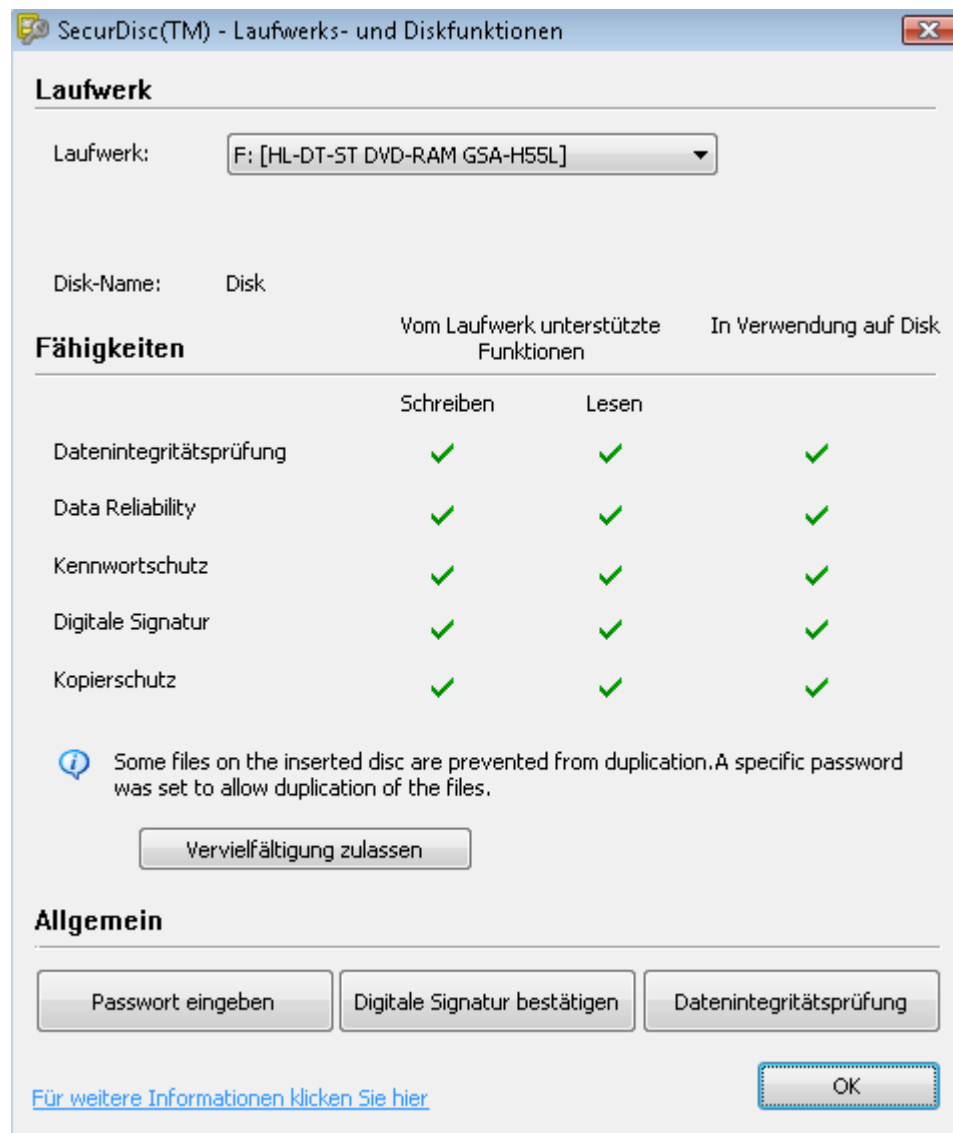 SecurDisc(TM) - Laufwerks- und Diskfunktionen
Laufwerk
Laufwerk:
F: [HL-DT-ST DVD-RAM GSA-H55L]
Disk-Name: Disk
Fähigkeiten
Vom Laufwerk unterstützte
Funktionen
In Verwendung auf Disk
Schreiben Lesen
Datenintegritätsprüfung
Data Reliability
Kennwortschutz
Digitale Signatur
Kopierschutz
Some files on the inserted disc are prevented from duplication.A specific password
was set to allow duplication of the files.
Vervielfältigung zulassen
Allgemein
Passwort eingeben
Digitale Signatur bestätigen
Datenintegritätsprüfung
Für weitere Informationen klicken Sie hier
OK